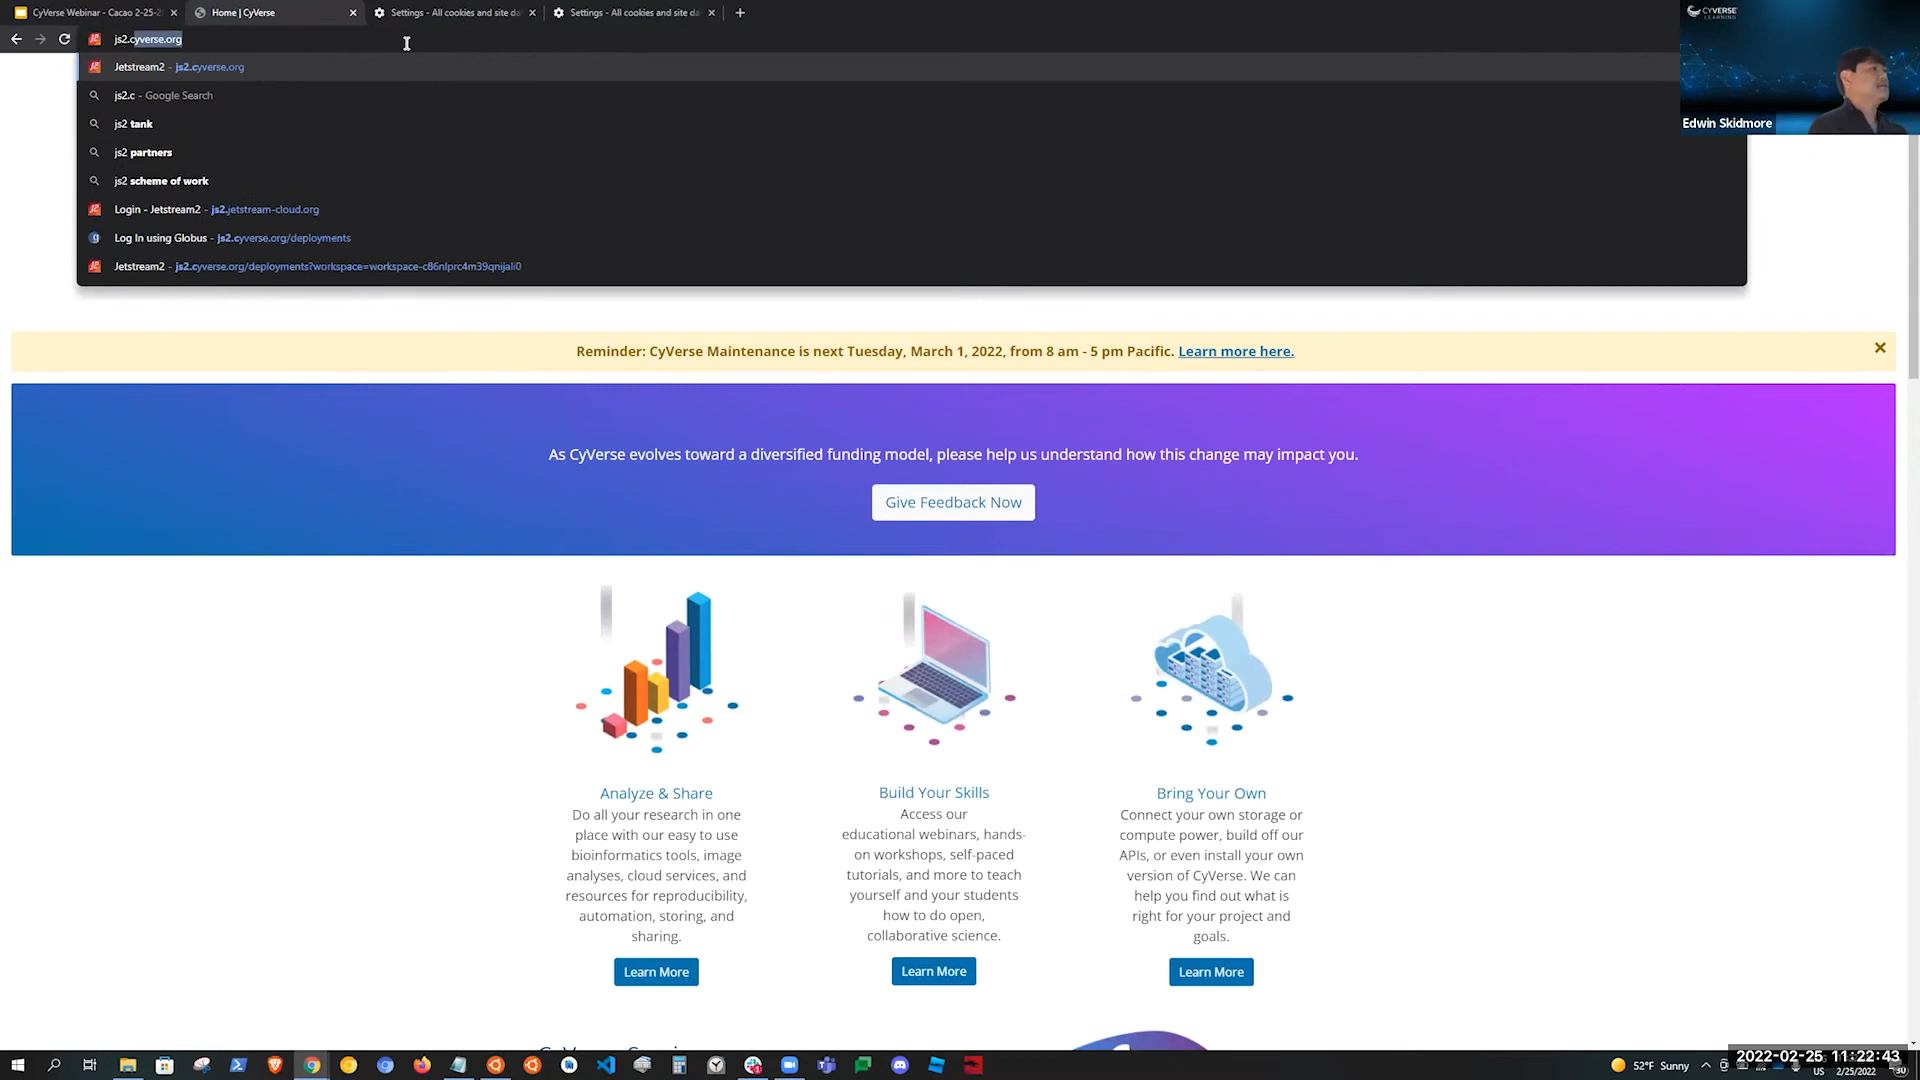 CyVerse Webinar - Cacao 2-25-2
Home | CyVerse
Settings - All cookies and site da
Settings - All cookies and site da
CYVERSE
LEARNING
js2.cyverse.org
Jetstream2 - js2.cyverse.org
js2.c - Google Search
js2 tank
js2 partners
js2 scheme of work
Login - Jetstream2 - js2.jetstream-cloud.org
Log In using Globus - js2.cyverse.org/deployments
Jetstream2 - js2.cyverse.org/deployments?workspace=workspace-c86nlprc4m39qnijali0
Edwin Skidmore
Reminder: CyVerse Maintenance is next Tuesday, March 1, 2022, from 8 am - 5 pm Pacific. Learn more here.
As CyVerse evolves toward a diversified funding model, please help us understand how this change may impact you.
Give Feedback Now
Analyze & Share
Do all your research in one
place with our easy to use
bioinformatics tools, image
analyses, cloud services, and
resources for reproducibility,
automation, storing, and
sharing.
Learn More
Build Your Skills
Access our
educational webinars, hands-
on workshops, self-paced
tutorials, and more to teach
yourself and your students
how to do open,
collaborative science.
Learn More
Bring Your Own
Connect your own storage or
compute power, build off our
APIs, or even install your own
version of CyVerse. We can
help you find out what is
right for your project and
goals.
Learn More
52°F Sunny
2022-02-25 11:22:43
US
2/25/2022